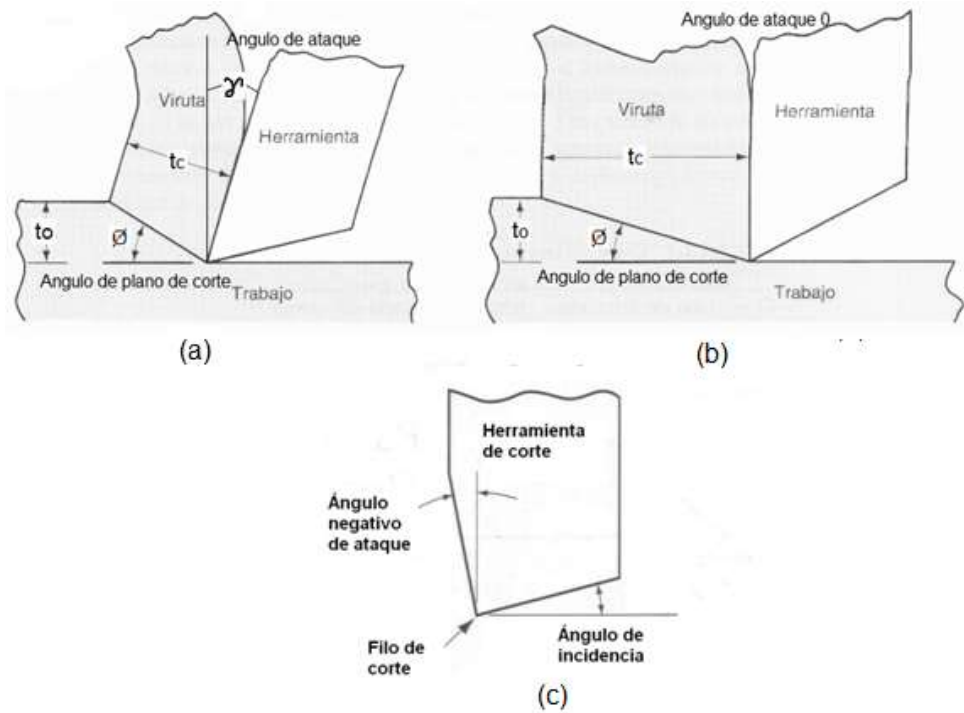 Angulo de ataque
γ
Viruta
Herramienta
tc
to
Ø
Angulo de plano de corte
Trabajo
(a)
Angulo de ataque 0
Viruta
Herramíenta
tc
to
Ø
Angulo de plano de corte
Trabajo
(b)
Herramienta
de corte
Ángulo
negativo
de ataque
Filo de
corte
Ángulo de
incidencia
(c)